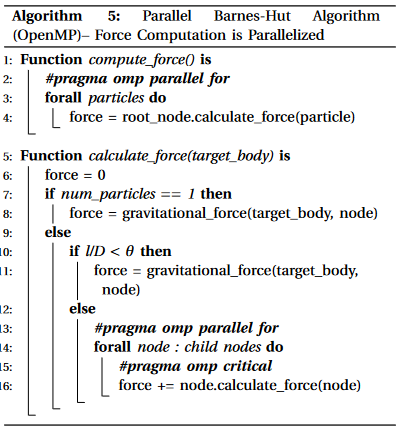 Algorithm 5: Parallel Barnes-Hut Algorithm
(OpenMP)– Force Computation is Parallelized
1: Function compute_force() is
2: #pragma omp parallel for
3: forall particles do
4: force = root_node.calculate_force(particle)
5: Function calculate_force(target_body) is
6: force = 0
7: if num_particles == 1 then
8: force = gravitational_force(target_body, node)
9: else
10: if l/D < θ then
11: force = gravitational_force(target_body,
node)
12: else
13: #pragma omp parallel for
14: forall node : child nodes do
15: #pragma omp critical
16: force += node.calculate_force(node)